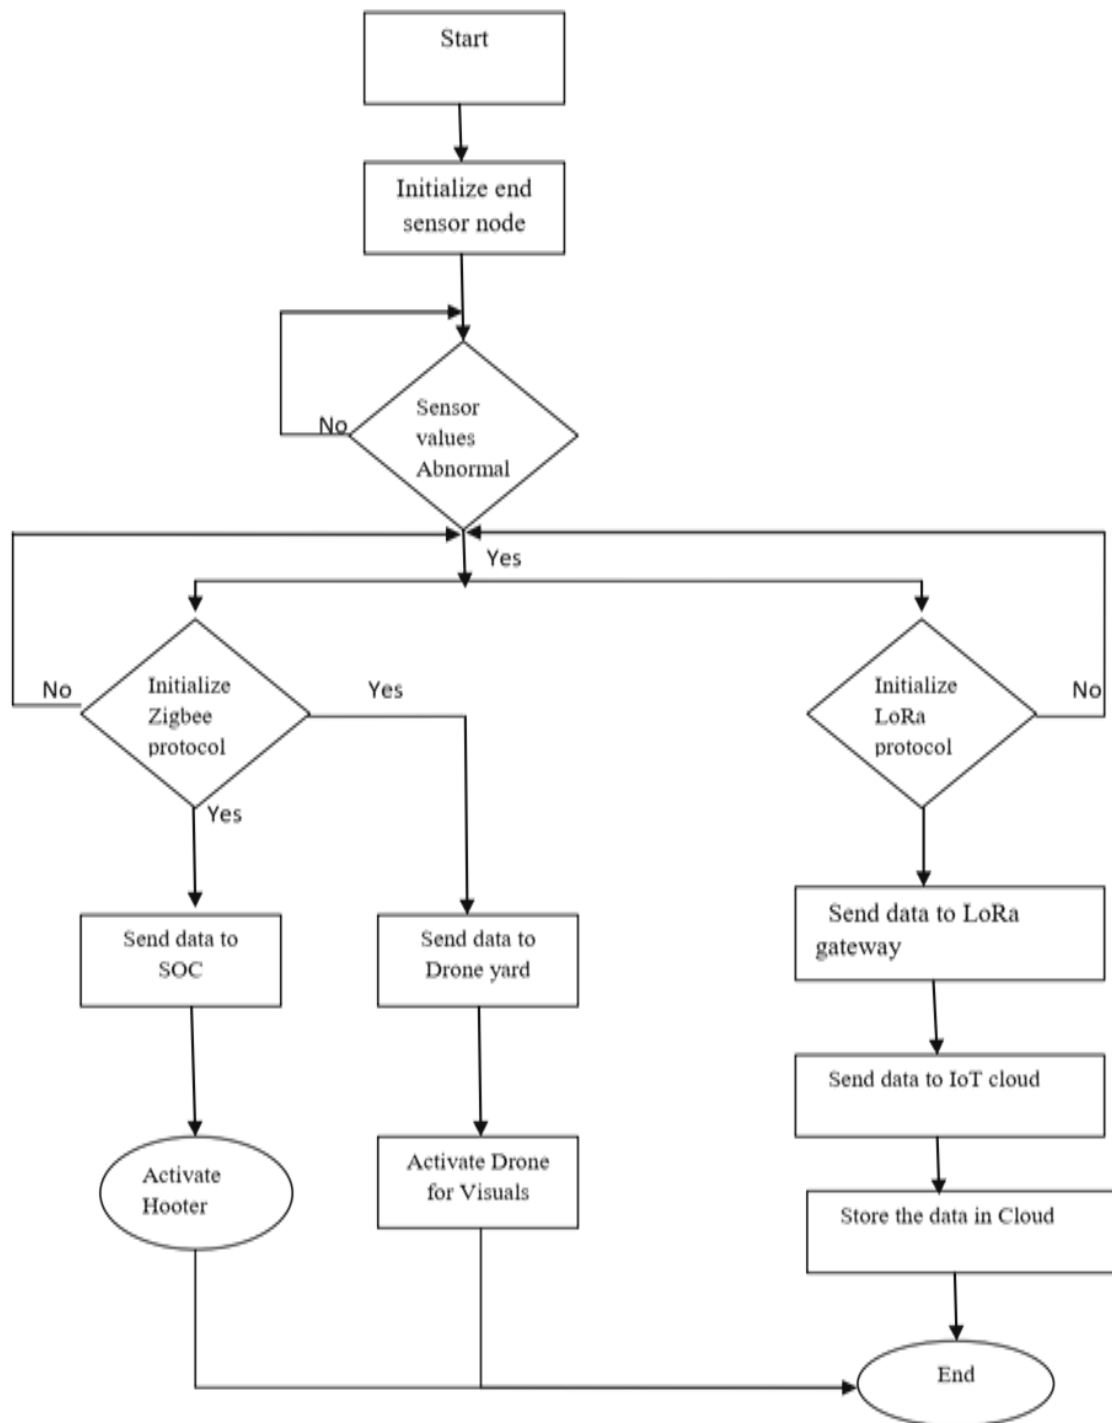 Start
Initialize end
sensor node
Sensor
values
Abnormal
No
Yes
Initialize
Zigbee
protocol
No
Yes
Yes
Initialize
LoRa
protocol
No
Send data to
SOC
Send data to
Drone yard
Send data to LoRa
gateway
Send data to IoT cloud
Activate
Hooter
Activate Drone
for Visuals
Store the data in Cloud
End